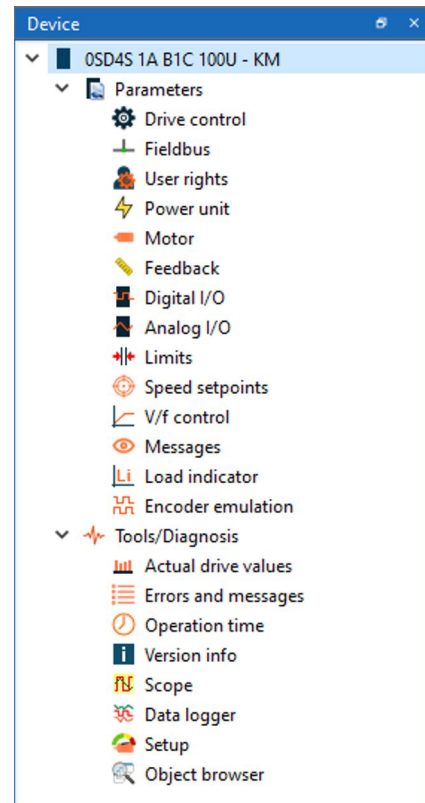 Device
0SD4S 1A B1C 100U - KM
Parameters
Drive control
Fieldbus
User rights
Power unit
Motor
Feedback
Digital I/O
Analog I/O
Limits
Speed setpoints
V/f control
Messages
Li Load indicator
Encoder emulation
Tools/Diagnosis
Actual drive values
Errors and messages
Operation time
i Version info
Scope
Data logger
Setup
Object browser